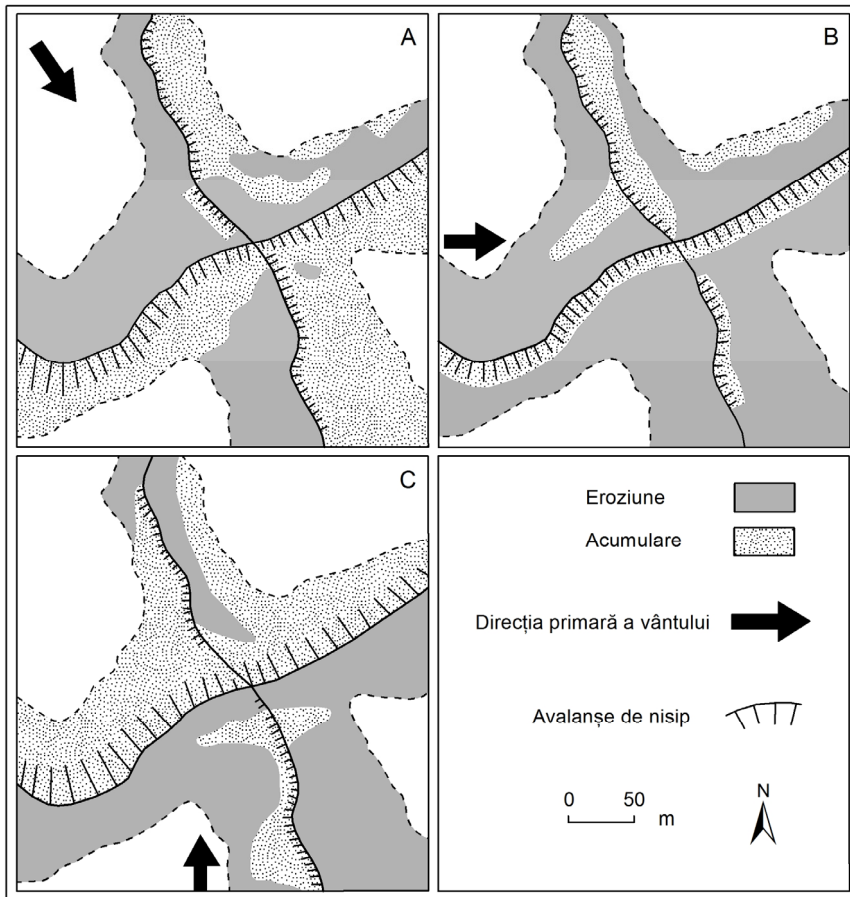 A
B
C
Eroziune
Acumulare
Direcția primară a vântului
Avalanșe de nisip
0 50
m
N